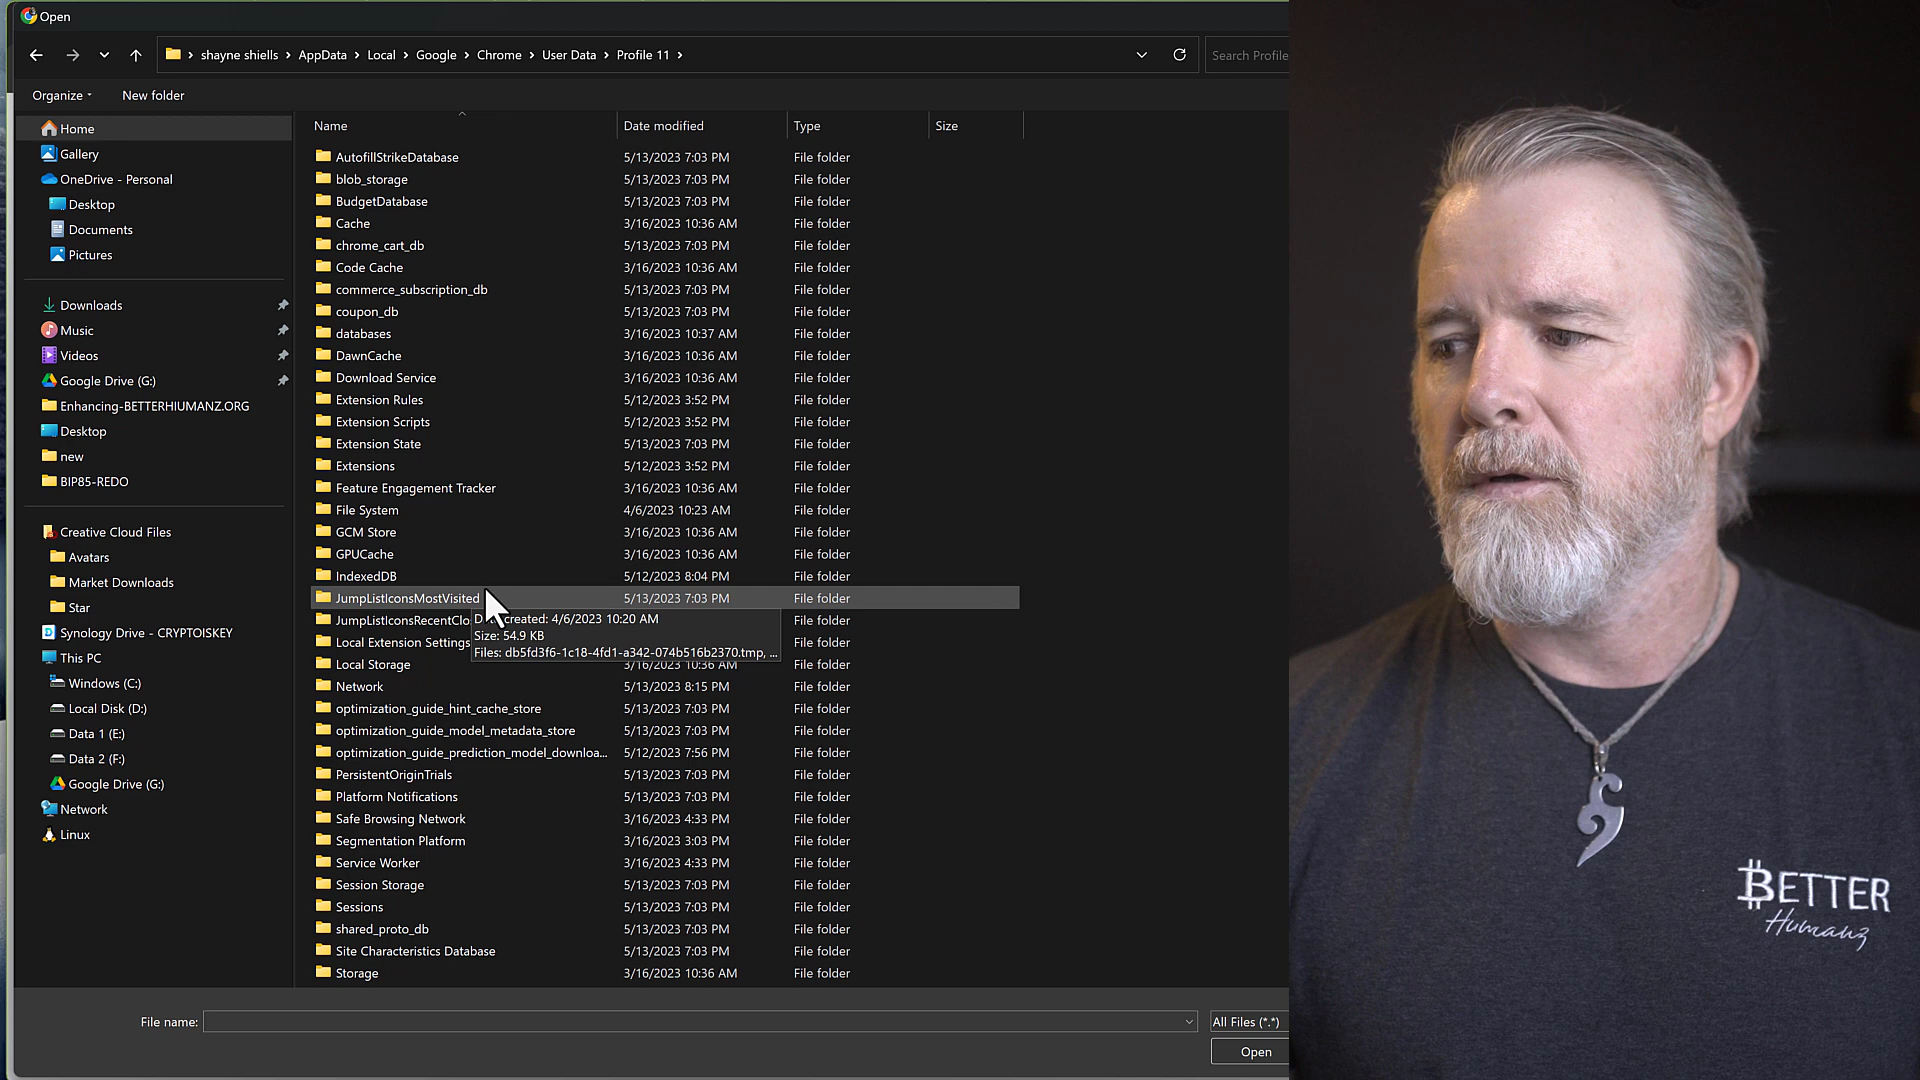 Open
shayne shiells > AppData > Local > Google > Chrome > User Data > Profile 11 >
Search Profile
Organize
New folder
Home
Gallery
OneDrive - Personal
Desktop
Documents
Pictures
Downloads
Music
Videos
Google Drive (G:)
Enhancing-BETTERHIUMANZ.ORG
Desktop
new
BIP85-REDO
Creative Cloud Files
Avatars
Market Downloads
Star
Synology Drive - CRYPTOISKEY
This PC
Windows (C:)
Local Disk (D:)
Data 1 (E:)
Data 2 (F:)
Google Drive (G:)
Network
Linux
Name Date modified Type Size
AutofillStrikeDatabase 5/13/2023 7:03 PM File folder
blob_storage 5/13/2023 7:03 PM File folder
BudgetDatabase 5/13/2023 7:03 PM File folder
Cache 3/16/2023 10:36 AM File folder
chrome_cart_db 5/13/2023 7:03 PM File folder
Code Cache 3/16/2023 10:36 AM File folder
commerce_subscription_db 5/13/2023 7:03 PM File folder
coupon_db 5/13/2023 7:03 PM File folder
databases 3/16/2023 10:37 AM File folder
DawnCache 3/16/2023 10:36 AM File folder
Download Service 3/16/2023 10:36 AM File folder
Extension Rules 5/12/2023 3:52 PM File folder
Extension Scripts 5/12/2023 3:52 PM File folder
Extension State 5/13/2023 7:03 PM File folder
Extensions 5/12/2023 3:52 PM File folder
Feature Engagement Tracker 3/16/2023 10:36 AM File folder
File System 4/6/2023 10:23 AM File folder
GCM Store 3/16/2023 10:36 AM File folder
GPUCache 3/16/2023 10:36 AM File folder
IndexedDB 5/12/2023 8:04 PM File folder
JumpListIconsMostVisited 5/13/2023 7:03 PM File folder
JumpListIconsRecentClo File folder
created: 4/6/2023 10:20 AM
Size: 54.9 KB
Files: db5fd3f6-1c18-4fd1-a342-074b516b2370.tmp, ...
Local Extension Settings File folder
Local Storage 3/16/2023 10:36 AM File folder
Network 5/13/2023 8:15 PM File folder
optimization_guide_hint_cache_store 5/13/2023 7:03 PM File folder
optimization_guide_model_metadata_store 5/13/2023 7:03 PM File folder
optimization_guide_prediction_model_downloa... 5/12/2023 7:56 PM File folder
PersistentOriginTrials 5/13/2023 7:03 PM File folder
Platform Notifications 5/13/2023 7:03 PM File folder
Safe Browsing Network 3/16/2023 4:33 PM File folder
Segmentation Platform 3/16/2023 3:03 PM File folder
Service Worker 3/16/2023 4:33 PM File folder
Session Storage 5/13/2023 7:03 PM File folder
Sessions 5/13/2023 7:03 PM File folder
shared_proto_db 5/13/2023 7:03 PM File folder
Site Characteristics Database 5/13/2023 7:03 PM File folder
Storage 3/16/2023 10:36 AM File folder
File name:
All Files (*.*)
Open
₿ETTER
Humanz